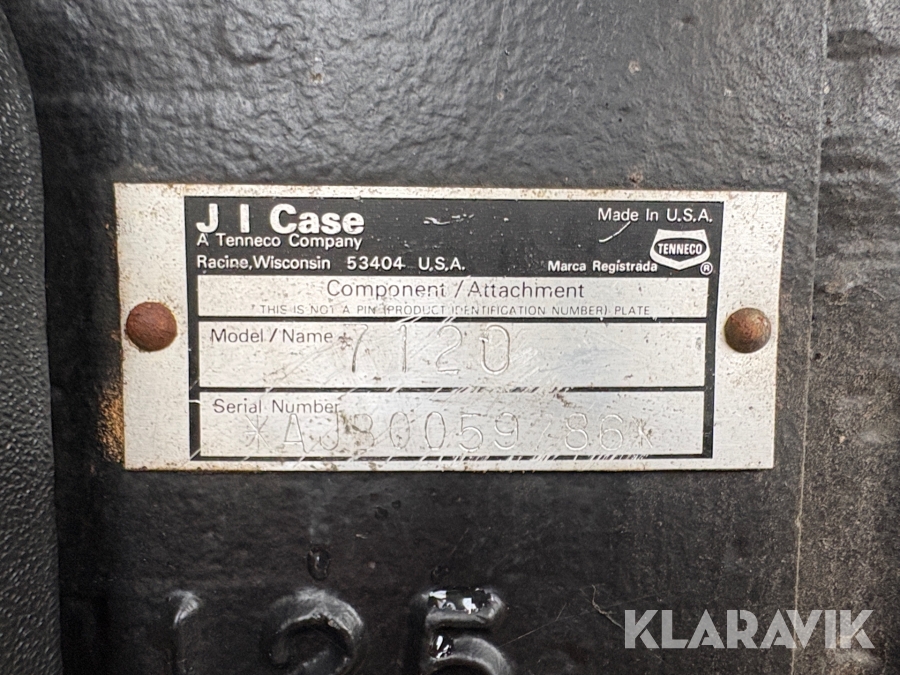 J I Case
A Tenneco Company
Racine, Wisconsin 53404 U.S.A.
Made In U.S.A.
TENNECO
Marca Registrada ®
Component / Attachment
THIS IS NOT A PIN (PRODUCT IDENTIFICATION NUMBER) PLATE
Model / Name *7120
Serial Number
125
KLARAVIK